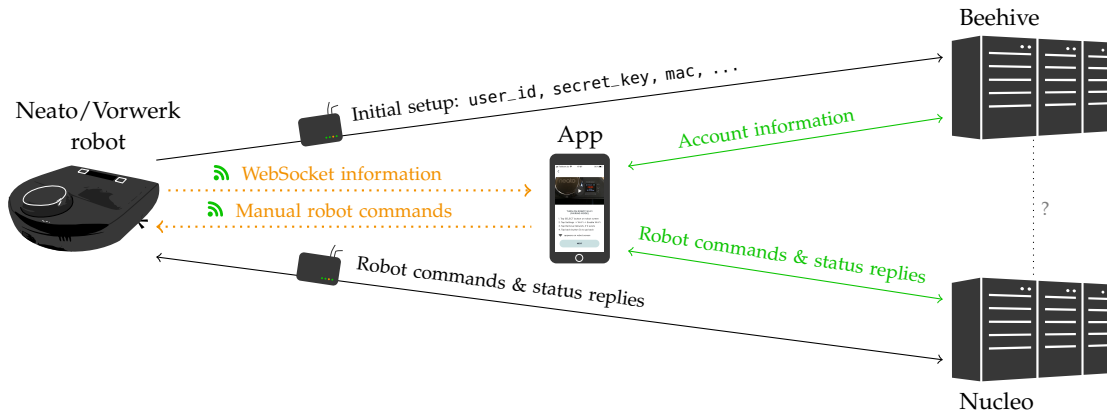 Beehive
Neato/Vorwerk
robot
Initial setup: user_id, secret_key, mac, ...
App
Account information
WebSocket information
Manual robot commands
?
Robot commands & status replies
Robot commands & status replies
Nucleo